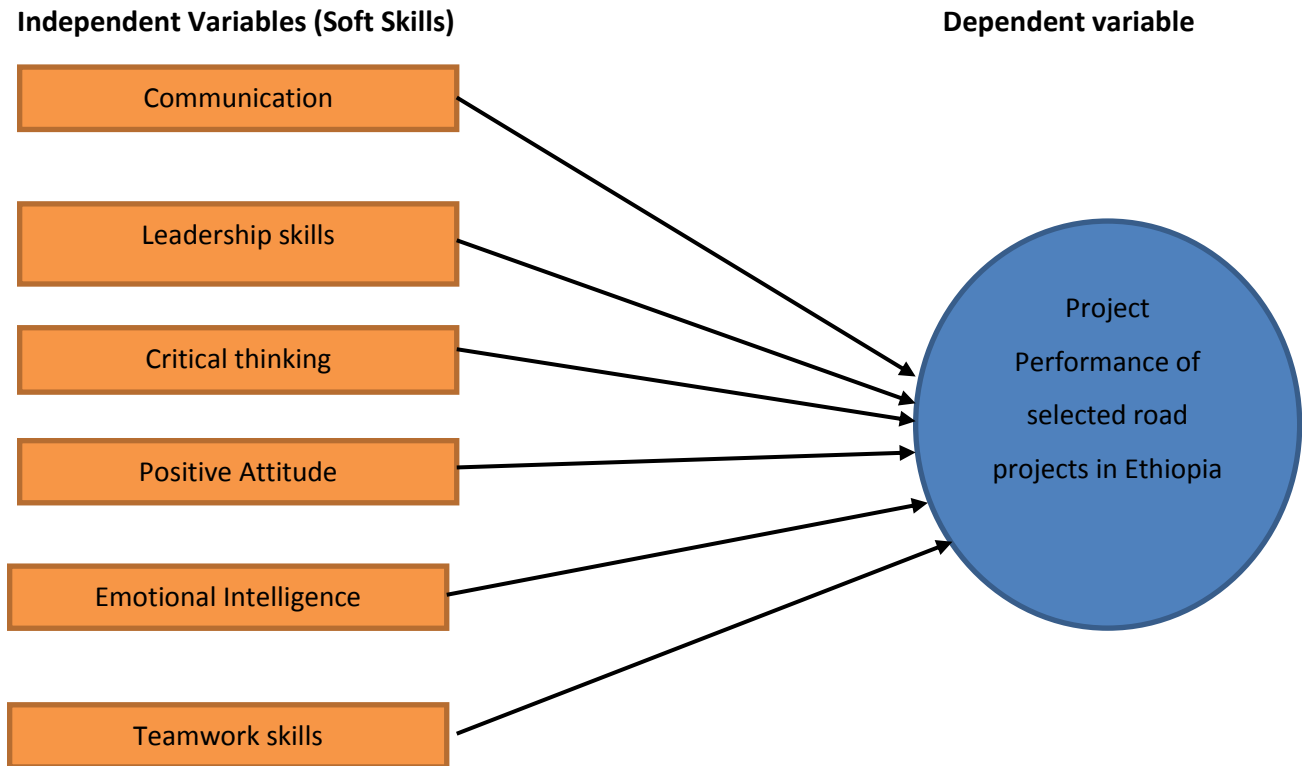 Independent Variables (Soft Skills)
Dependent variable
Communication
Leadership skills
Critical thinking
Positive Attitude
Emotional Intelligence
Teamwork skills
Project
Performance of
selected road
projects in Ethiopia